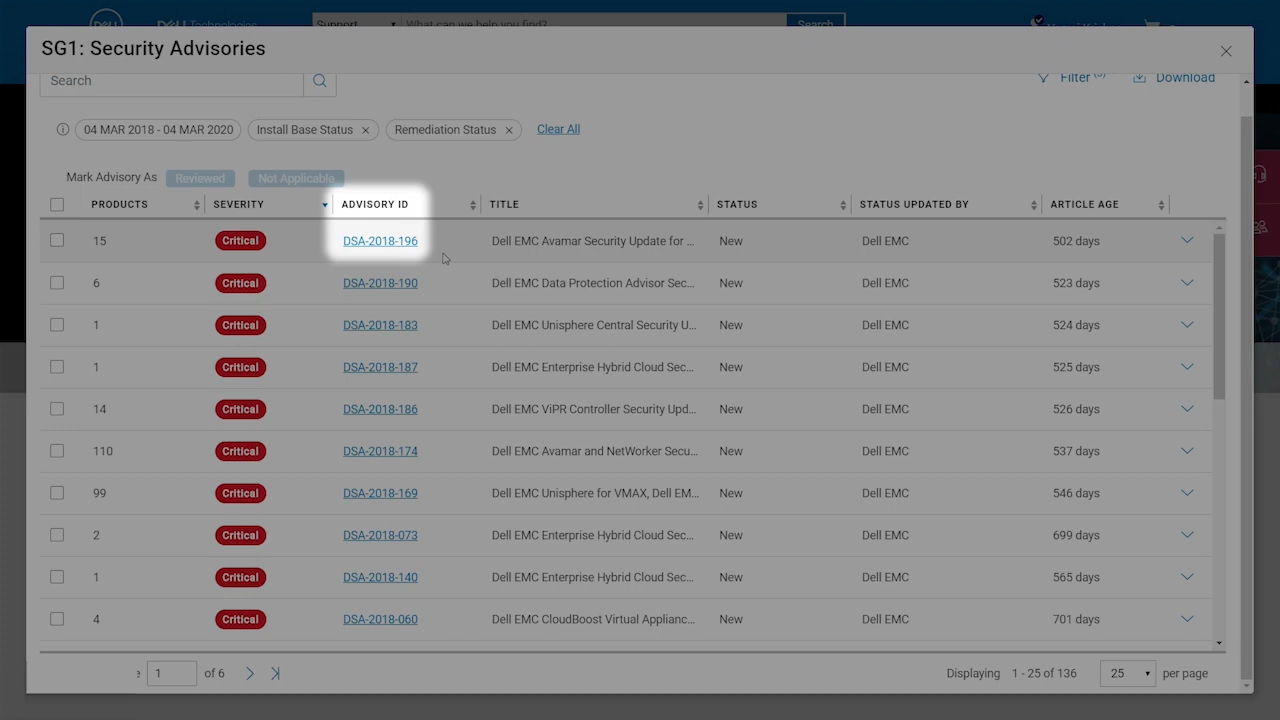 DELL Technologies Support What can we help you find? Search
SG1: Security Advisories
Search Filter Download
04 MAR 2018 - 04 MAR 2020 Install Base Status Remediation Status Clear All
Mark Advisory As Reviewed Not Applicable
PRODUCTS SEVERITY ADVISORY ID TITLE STATUS STATUS UPDATED BY ARTICLE AGE
15 Critical DSA-2018-196 Dell EMC Avamar Security Update for ... New Dell EMC 502 days
6 Critical DSA-2018-190 Dell EMC Data Protection Advisor Sec... New Dell EMC 523 days
1 Critical DSA-2018-183 Dell EMC Unisphere Central Security U... New Dell EMC 524 days
1 Critical DSA-2018-187 Dell EMC Enterprise Hybrid Cloud Sec... New Dell EMC 525 days
14 Critical DSA-2018-186 Dell EMC ViPR Controller Security Upd... New Dell EMC 526 days
110 Critical DSA-2018-174 Dell EMC Avamar and NetWorker Secu... New Dell EMC 537 days
99 Critical DSA-2018-169 Dell EMC Unisphere for VMAX, Dell EM... New Dell EMC 546 days
2 Critical DSA-2018-073 Dell EMC Enterprise Hybrid Cloud Sec... New Dell EMC 699 days
1 Critical DSA-2018-140 Dell EMC Enterprise Hybrid Cloud Sec... New Dell EMC 565 days
4 Critical DSA-2018-060 Dell EMC CloudBoost Virtual Applianc... New Dell EMC 701 days
e 1 of 6 Displaying 1 - 25 of 136 25 per page